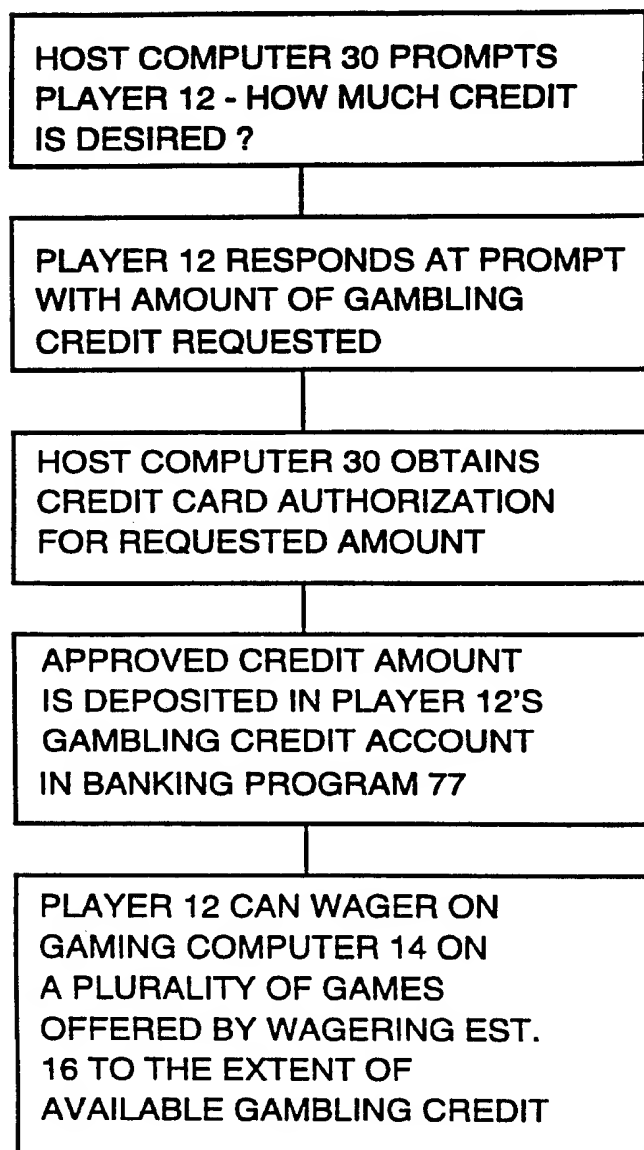 HOST COMPUTER 30 PROMPTS
PLAYER 12 - HOW MUCH CREDIT
IS DESIRED ?
PLAYER 12 RESPONDS AT PROMPT
WITH AMOUNT OF GAMBLING
CREDIT REQUESTED
HOST COMPUTER 30 OBTAINS
CREDIT CARD AUTHORIZATION
FOR REQUESTED AMOUNT
APPROVED CREDIT AMOUNT
IS DEPOSITED IN PLAYER 12'S
GAMBLING CREDIT ACCOUNT
IN BANKING PROGRAM 77
PLAYER 12 CAN WAGER ON
GAMING COMPUTER 14 ON
A PLURALITY OF GAMES
OFFERED BY WAGERING EST.
16 TO THE EXTENT OF
AVAILABLE GAMBLING CREDIT